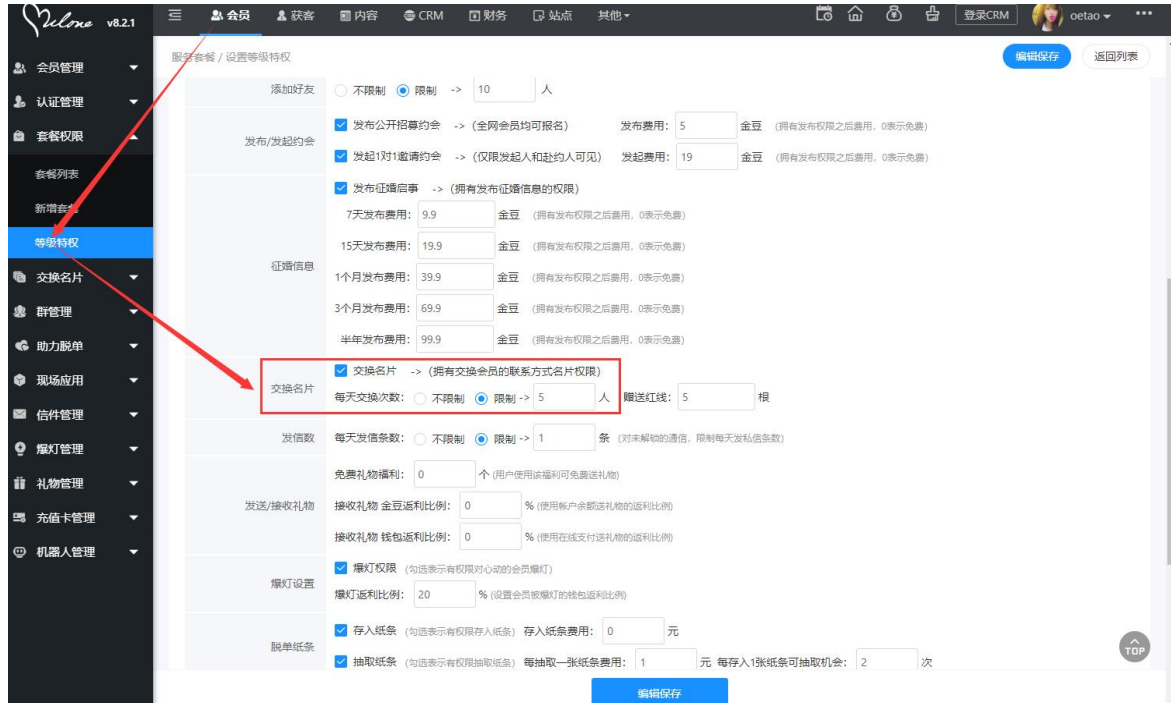 Milone v8.2.1 会员 获客 内容 CRM 财务 站点 其他 登录CRM oetao
服务套餐 / 设置等级特权 编辑保存 返回列表
会员管理
认证管理
套餐权限
套餐列表
新增套餐
等级特权
交换名片
群管理
助力脱单
现场应用
信件管理
爆灯管理
礼物管理
充值卡管理
机器人管理
添加好友 不限制 限制 -> 10 人
发布/发起约会
发布公开招募约会 -> (全网会员均可报名) 发布费用: 5 金豆 (拥有发布权限之后费用, 0表示免费)
发起1对1邀请约会 -> (仅限发起人和赴约人可见) 发起费用: 19 金豆 (拥有发布权限之后费用, 0表示免费)
征婚信息
发布征婚启事 -> (拥有发布征婚信息的权限)
7天发布费用: 9.9 金豆 (拥有发布权限之后费用, 0表示免费)
15天发布费用: 19.9 金豆 (拥有发布权限之后费用, 0表示免费)
1个月发布费用: 39.9 金豆 (拥有发布权限之后费用, 0表示免费)
3个月发布费用: 69.9 金豆 (拥有发布权限之后费用, 0表示免费)
半年发布费用: 99.9 金豆 (拥有发布权限之后费用, 0表示免费)
交换名片
交换名片 -> (拥有交换会员的联系方式名片权限)
每天交换次数: 不限制 限制-> 5 人 赠送红线: 5 根
发信数 每天发信条数: 不限制 限制-> 1 条 (对未解锁的通信, 限制每天发私信条数)
发送/接收礼物
免费礼物福利: 0 个 (用户使用该福利可免费送礼物)
接收礼物 金豆返利比例: 0 % (使用帐户余额送礼物的返利比例)
接收礼物 钱包返利比例: 0 % (使用在线支付送礼物的返利比例)
爆灯设置
爆灯权限 (勾选表示有权限对心动的会员爆灯)
爆灯返利比例: 20 % (设置会员被爆灯的钱包返利比例)
脱单纸条
存入纸条 (勾选表示有权限存入纸条) 存入纸条费用: 0 元
抽取纸条 (勾选表示有权限抽取纸条) 每抽取一张纸条费用: 1 元 每存入1张纸条可抽取机会: 2 次
TOP
编辑保存